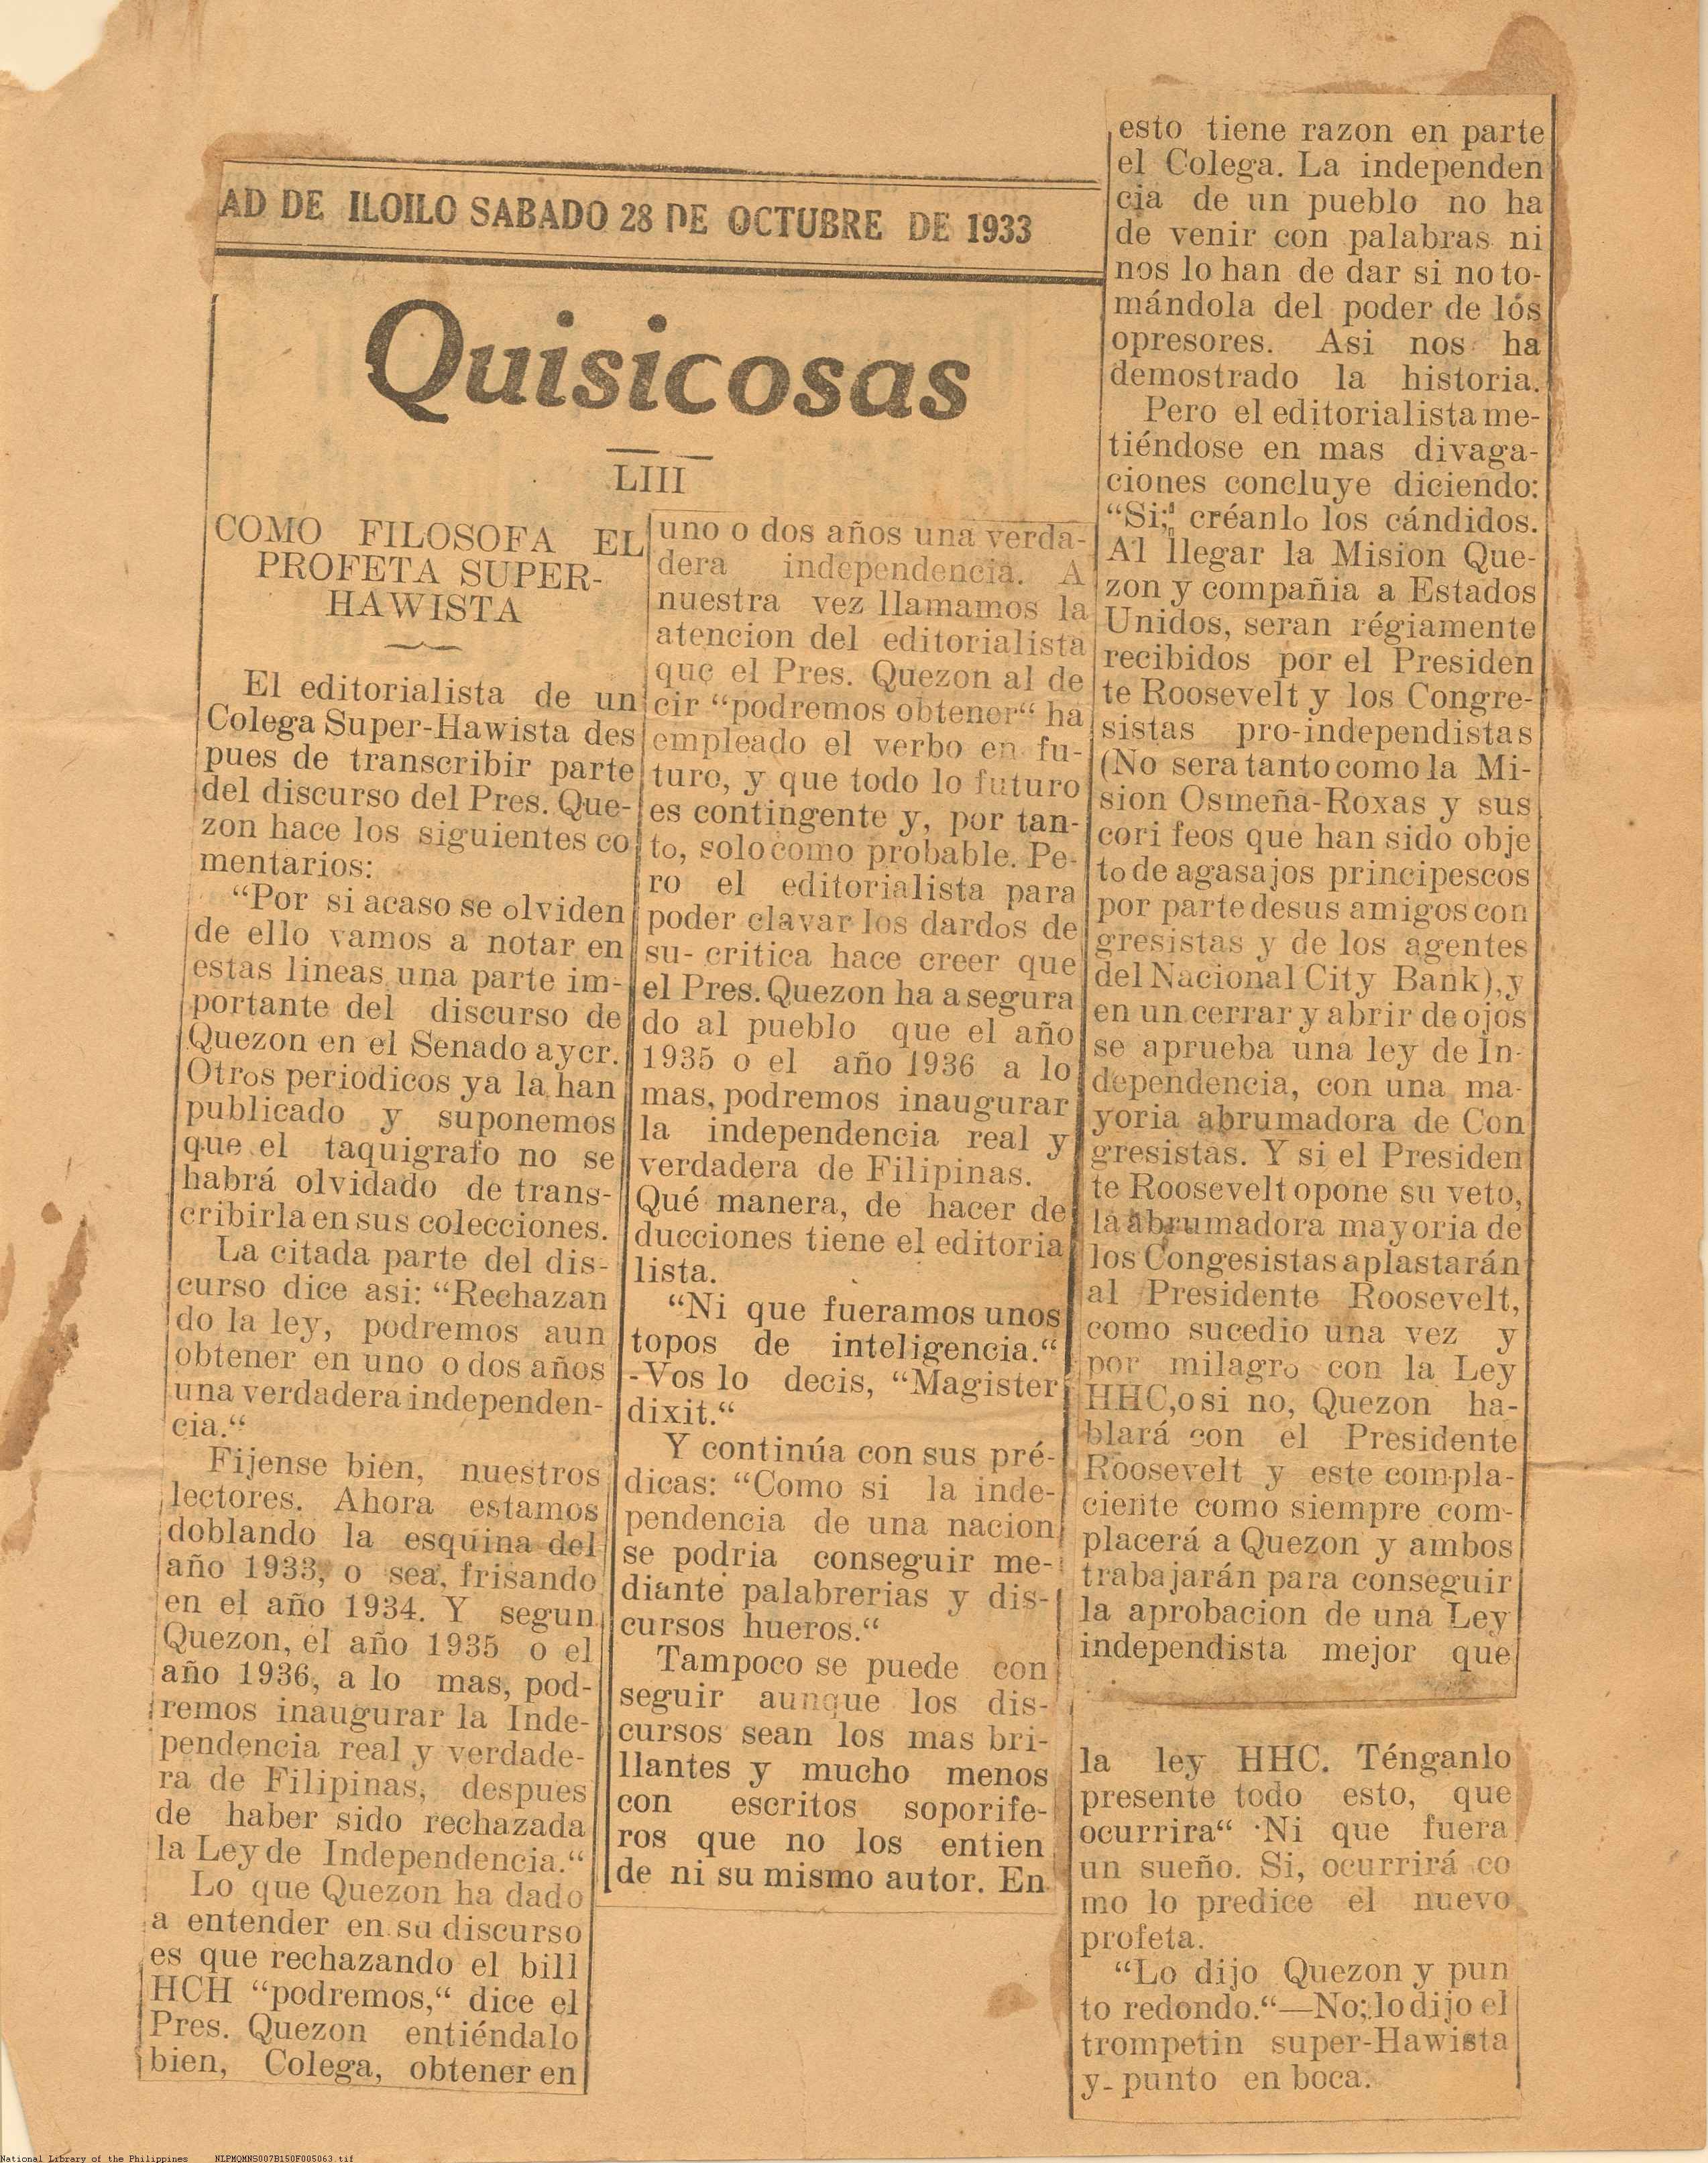 AD DE ILOILO SABADO 28 DE OCTUBRE DE 1933
Quisicosas
LIII
COMO FILOSOFA EL
PROFETA SUPER-
HAWISTA
El editorialista de un
Colega Super-Hawista des
pues de transcribir parte
del discurso del Pres. Que-
zon hace los siguientes co
mentarios:
“Por si acaso se olviden
de ello vamos a notar en
estas lineas una parte im-
portante del discurso de
Quezon en el Senado aycr.
Otros periodicos ya la han
publicado y suponemos
que el taquigrafo no se
habrá olvidado de trans-
cribirla en sus colecciones.
La citada parte del dis-
curso dice asi: “Rechazan
do la ley, podremos aun
obtener en uno o dos años
una verdadera independen-
cia.“
Fijense bien, nuestros
lectores. Ahora estamos
doblando la esquina del
año 1933, o sea, frisando
en el año 1934. Y segun
Quezon, el año 1935 o el
año 1936, a lo mas, pod-
remos inaugurar la Inde-
pendencia real y verdade-
ra de Filipinas, despues
de haber sido rechazada
la Ley de Independencia.“
Lo que Quezon ha dado
a entender en su discurso
es que rechazando el bill
HCH “podremos,“ dice el
Pres. Quezon entiéndalo
bien, Colega, obtener en
uno o dos años una verda-
dera independencia. A
nuestra vez llamamos la
atencion del editorialista
que el Pres. Quezon al de
cir “podremos obtener“ ha
empleado el verbo en fu-
turo, y que todo lo futuro
es contingente y, por tan-
to, solo como probable. Pe-
ro el editorialista para
poder clavar los dardos de
su- critica hace creer que
el Pres. Quezon ha asegura
do al pueblo que el año
1935 o el año 1936 a lo
mas, podremos inaugurar
la independencia real y
verdadera de Filipinas.
Qué manera, de hacer de
ducciones tiene el editoria
lista.
“Ni que fueramos unos
topos de inteligencia.“
-Vos lo decis, “Magister
dixit.“
Y continúa con sus pré-
dicas: “Como si la inde-
pendencia de una nacion
se podria conseguir me-
diante palabrerias y dis-
cursos hueros.“
Tampoco se puede con
seguir aunque los dis-
cursos sean los mas bri-
llantes y mucho menos
con escritos soporife-
ros que no los entien
de ni su mismo autor. En
esto tiene razon en parte
el Colega. La independen
cia de un pueblo no ha
de venir con palabras ni
nos lo han de dar si no to-
mándola del poder de lós
opresores. Asi nos ha
demostrado la historia.
Pero el editorialista me-
tiéndose en mas divaga-
ciones concluye diciendo:
“Si;“ créanlo los cándidos.
Al llegar la Mision Que-
zon y compañia a Estados
Unidos, seran régiamente
recibidos por el Presiden
te Roosevelt y los Congre-
sistas pro-independistas
(No sera tanto como la Mi-
sion Osmeña-Roxas y sus
cori feos que han sido obje
to de agasajos principescos
por parte de sus amigos con
gresistas y de los agentes
del Nacional City Bank), y
en un cerrar y abrir de ojos
se aprueba una ley de In-
dependencia, con una ma-
yoria abrumadora de Con
gresistas. Y si el Presiden
te Roosevelt opone su veto,
la abrumadora mayoria de
los Congesistas aplastarán
al Presidente Roosevelt,
como sucedio una vez y
por milagro con la Ley
HHC, o si no, Quezon ha-
blará con el Presidente
Roosevelt y este compla-
ciente como siempre com-
placerá a Quezon y ambos
trabajarán para conseguir
la aprobacion de una Ley
independista mejor que
la ley HHC. Ténganlo
presente todo esto, que
ocurrira“ Ni que fuera
un sueño. Si, ocurrirá co
mo lo predice el nuevo
profeta.
“Lo dijo Quezon y pun
to redondo.“—No; lo dijo el
trompetin super-Hawista
y- punto en boca.
National Library of the Philippines NLPMQMNS007B150F005063.tif